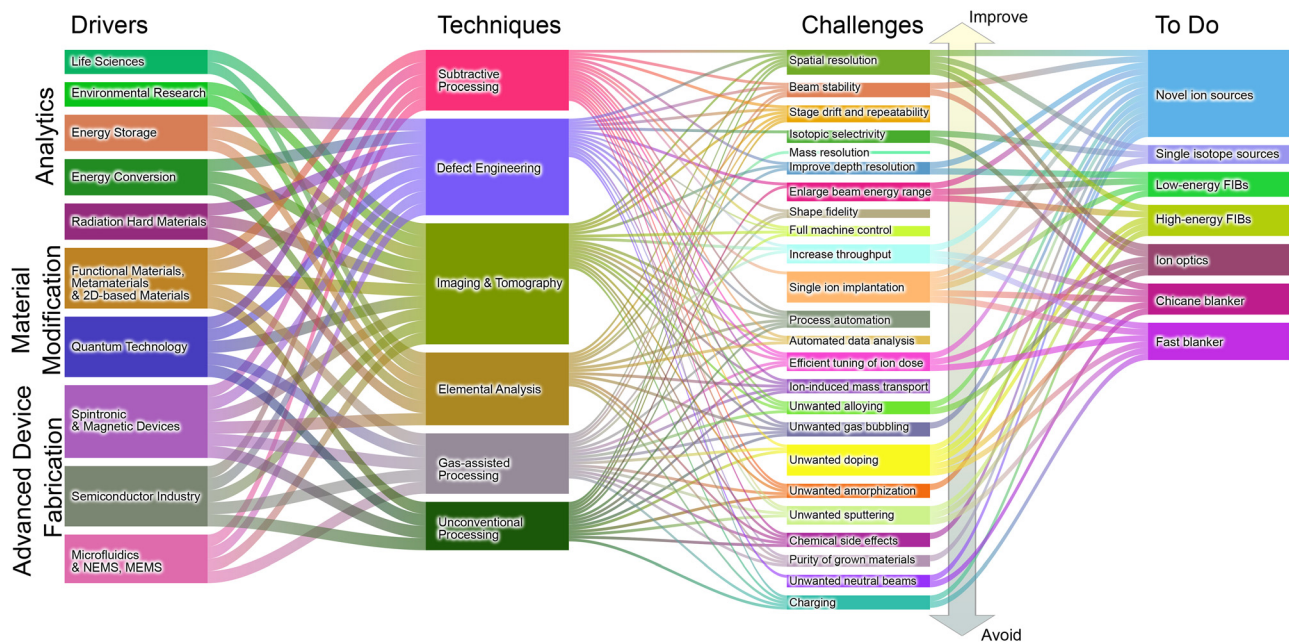 Drivers
Techniques
Challenges
Improve
To Do
Analytics
Material
Modification
Advanced Device
Fabrication
Life Sciences
Environmental Research
Energy Storage
Energy Conversion
Radiation Hard Materials
Functional Materials,
Metamaterials
& 2D-based Materials
Quantum Technology
Spintronic
& Magnetic Devices
Semiconductor Industry
Microfluidics
& NEMS, MEMS
Subtractive
Processing
Defect Engineering
Imaging & Tomography
Elemental Analysis
Gas-assisted
Processing
Unconventional
Processing
Spatial resolution
Beam stability
Stage drift and repeatability
Isotopic selectivity
Mass resolution
Improve depth resolution
Enlarge beam energy range
Shape fidelity
Full machine control
Increase throughput
Single ion implantation
Process automation
Automated data analysis
Efficient tuning of ion dose
Ion-induced mass transport
Unwanted alloying
Unwanted gas bubbling
Unwanted doping
Unwanted amorphization
Unwanted sputtering
Chemical side effects
Purity of grown materials
Unwanted neutral beams
Charging
Novel ion sources
Single isotope sources
Low-energy FIBs
High-energy FIBs
Ion optics
Chicane blanker
Fast blanker
Avoid